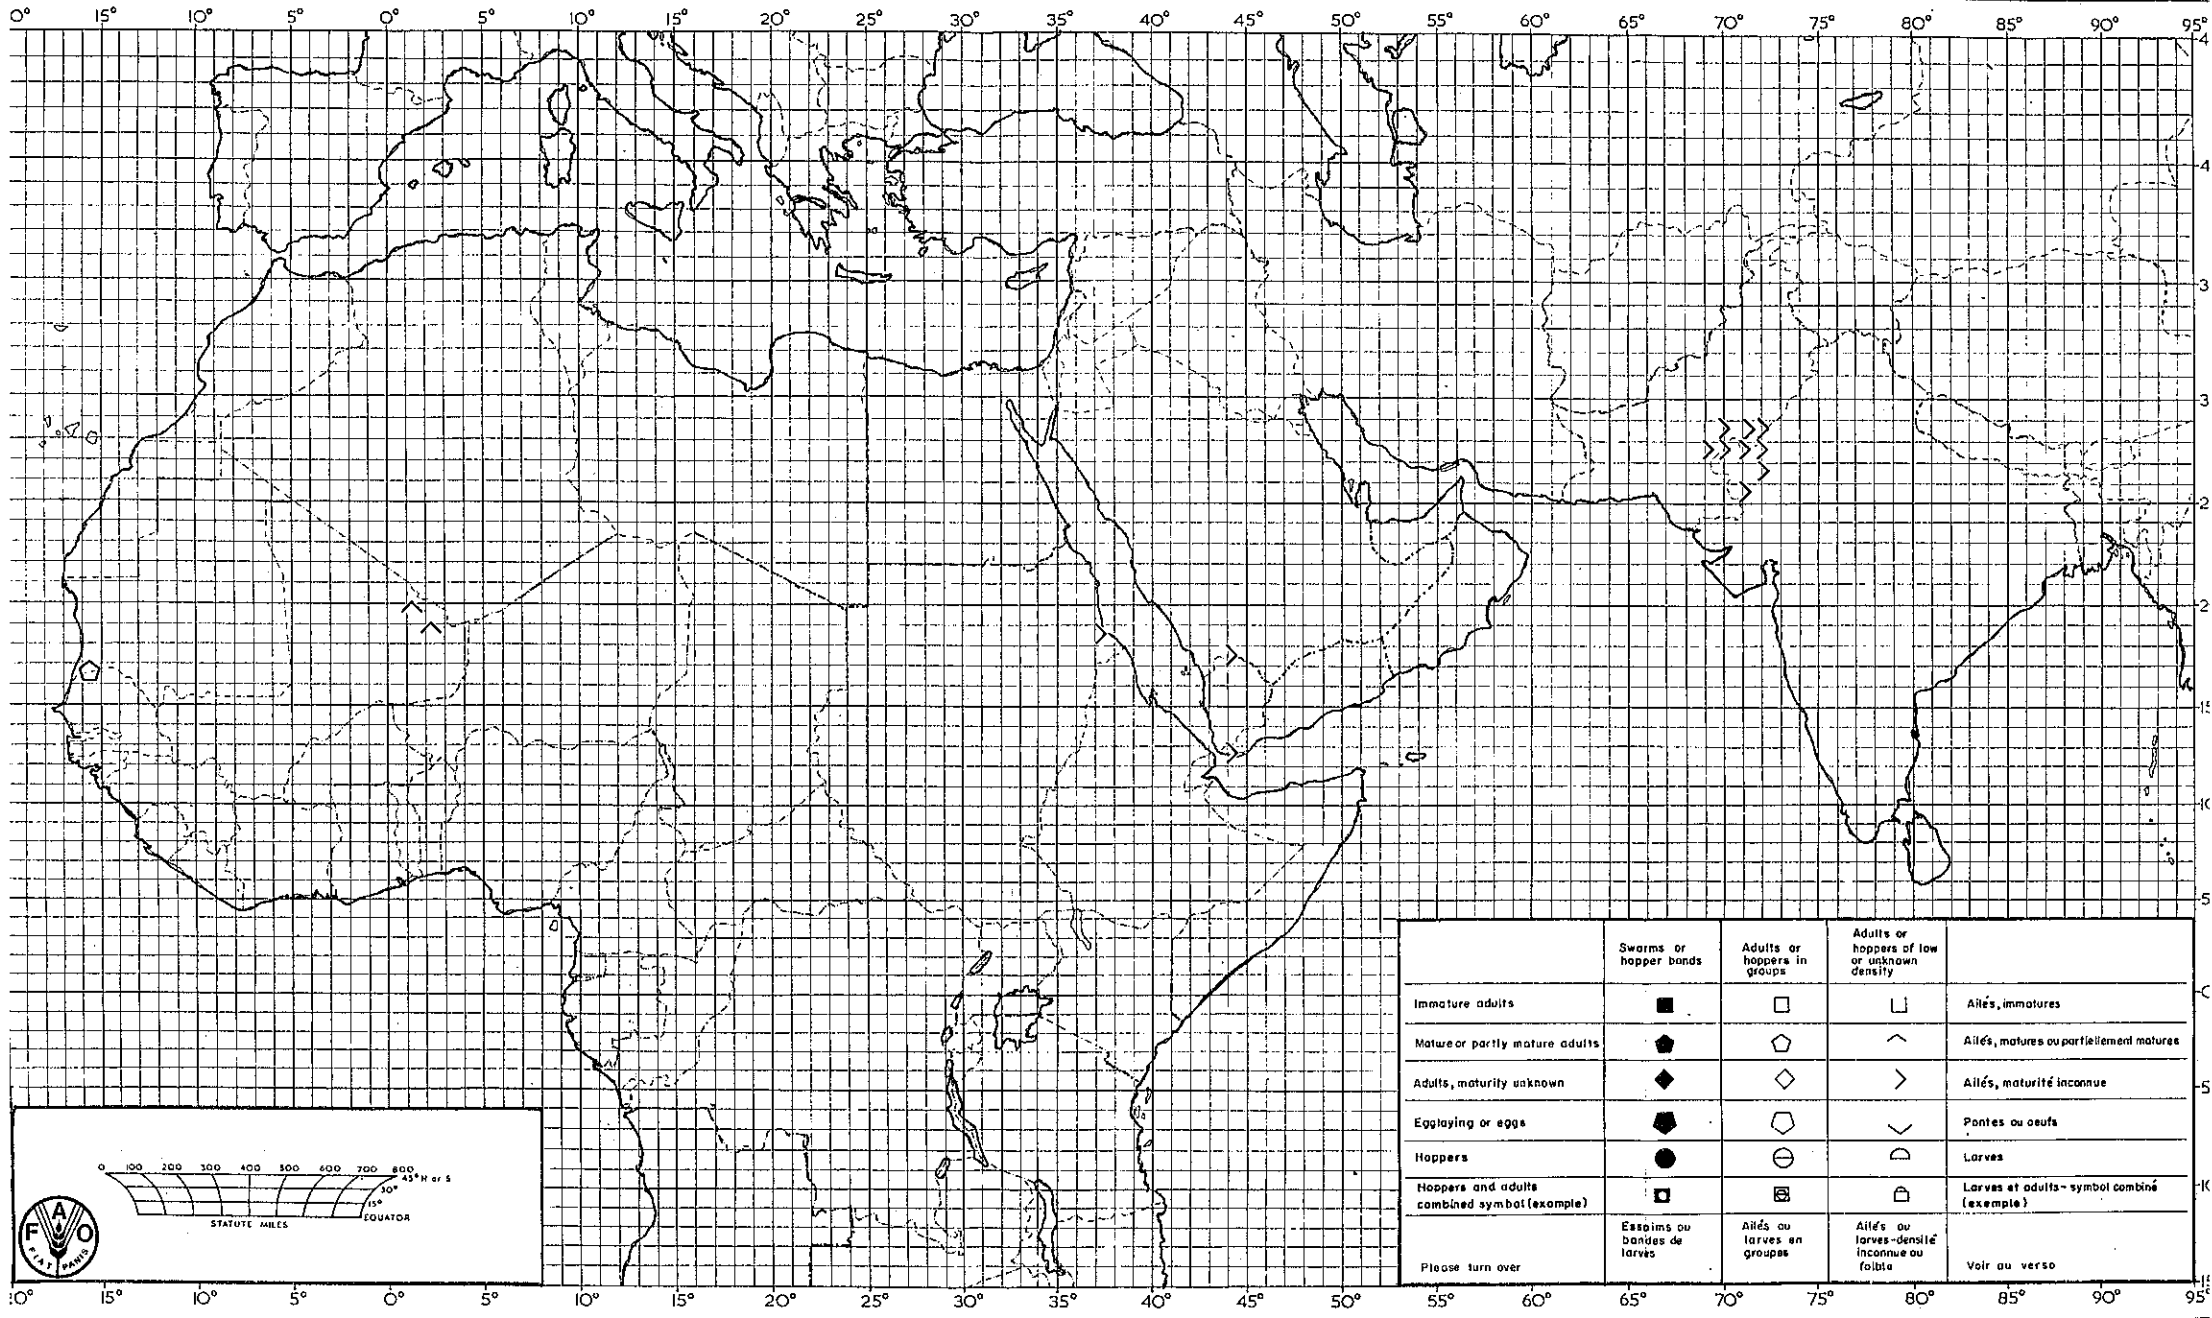 0° 15° 10° 5° 0° 5° 10° 15° 20° 25° 30° 35° 40° 45° 50° 55° 60° 65° 70° 75° 80° 85° 90° 95°
Swarms or hopper bands
Adults or hoppers in groups
Adults or hoppers of low or unknown density
Immature adults
Ailés, immatures
Mature or partly mature adults
Ailés, matures ou partiellement matures
Adults, maturity unknown
Ailés, maturité inconnue
Egglaying or eggs
Pontes ou oeufs
Hoppers
Larves
Hoppers and adults combined symbol (example)
Larves et adults - symbol combiné (exemple)
Essaims ou bandes de larves
Ailés ou larves en groupes
Ailés ou larves-densité inconnue ou faible
Please turn over
Voir au verso
0 100 200 300 400 500 600 700 800
45° N or S
30°
15°
EQUATOR
STATUTE MILES
F A O
FIAT PANIS
15° 10° 5° 0° 5° 10° 15° 20° 25° 30° 35° 40° 45° 50° 55° 60° 65° 70° 75° 80° 85° 90° 95°